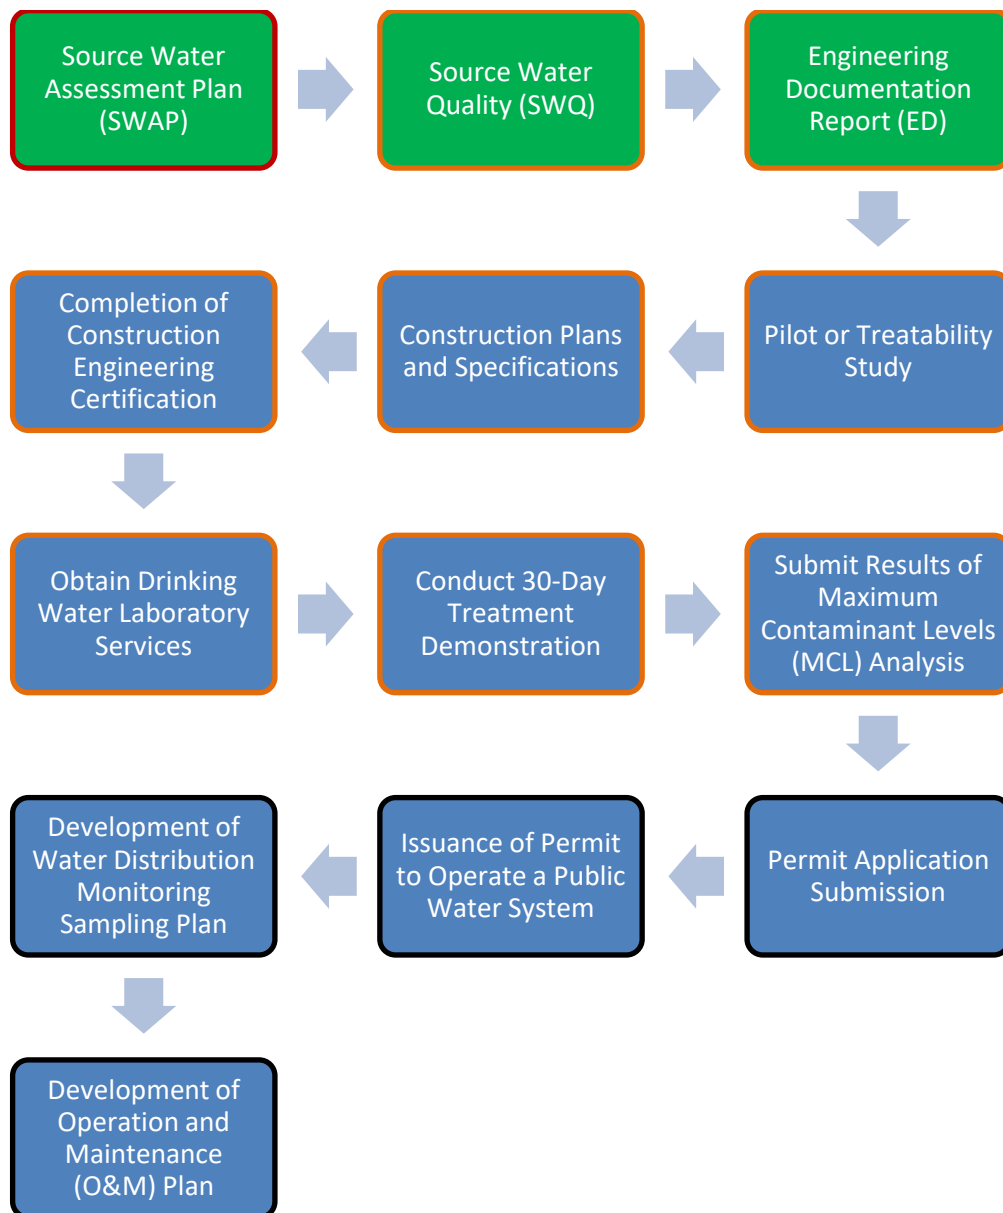 Source Water
Assessment Plan
(SWAP)
Source Water
Quality (SWQ)
Engineering
Documentation
Report (ED)
Pilot or Treatability
Study
Construction Plans
and Specifications
Completion of
Construction
Engineering
Certification
Obtain Drinking
Water Laboratory
Services
Conduct 30-Day
Treatment
Demonstration
Submit Results of
Maximum
Contaminant Levels
(MCL) Analysis
Permit Application
Submission
Issuance of Permit
to Operate a Public
Water System
Development of
Water Distribution
Monitoring
Sampling Plan
Development of
Operation and
Maintenance
(O&M) Plan